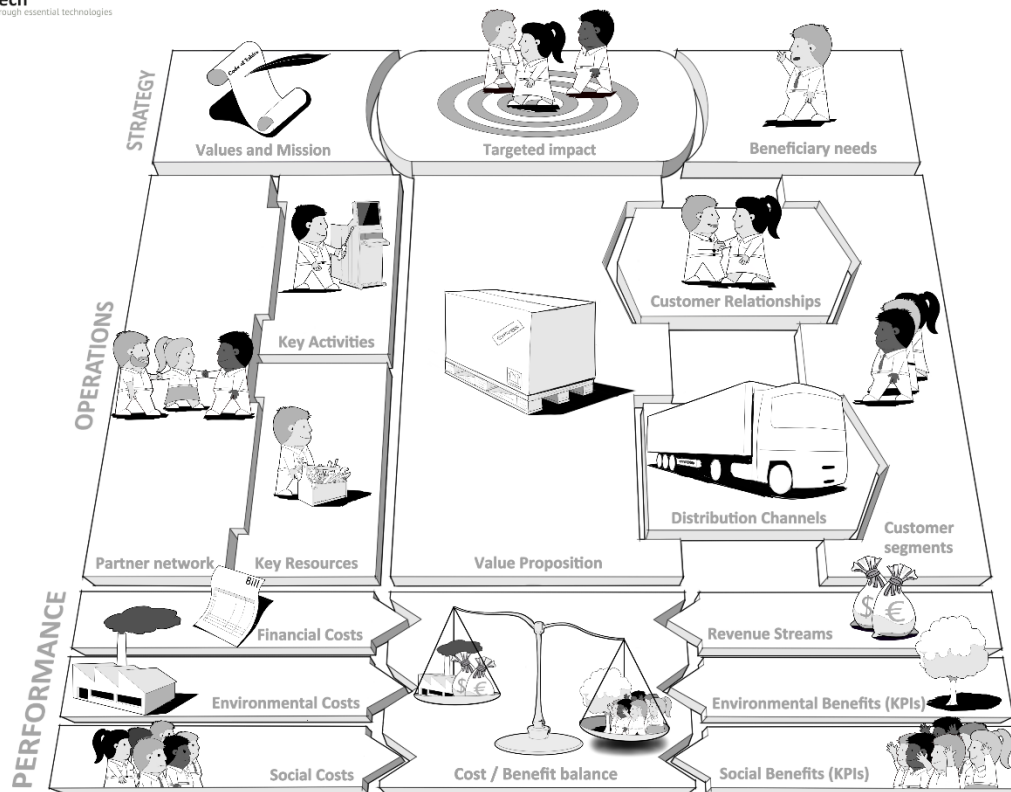 ech
rough essential technologies
STRATEGY
Code of Ethics
Values and Mission
Targeted impact
Beneficiary needs
OPERATIONS
Key Activities
Customer Relationships
Partner network
Key Resources
Value Proposition
Distribution Channels
Customer
segments
PERFORMANCE
Bill
Financial Costs
Revenue Streams
$
€
Environmental Costs
$
€
Environmental Benefits (KPIs)
Social Costs
Cost / Benefit balance
Social Benefits (KPIs)